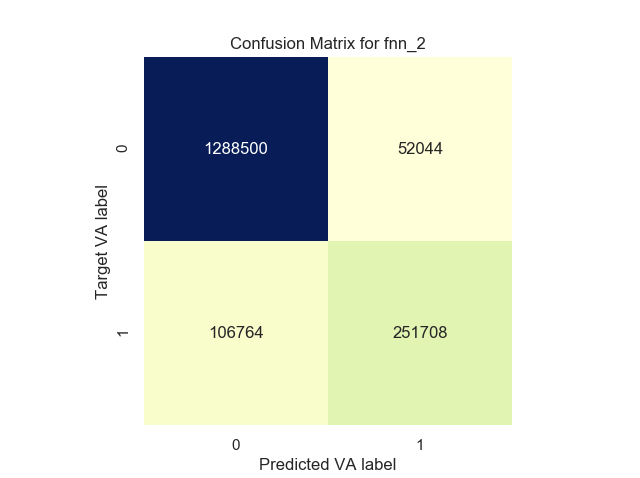 Confusion Matrix for fnn_2
Target VA label
0
1288500
52044
1
106764
251708
0
1
Predicted VA label